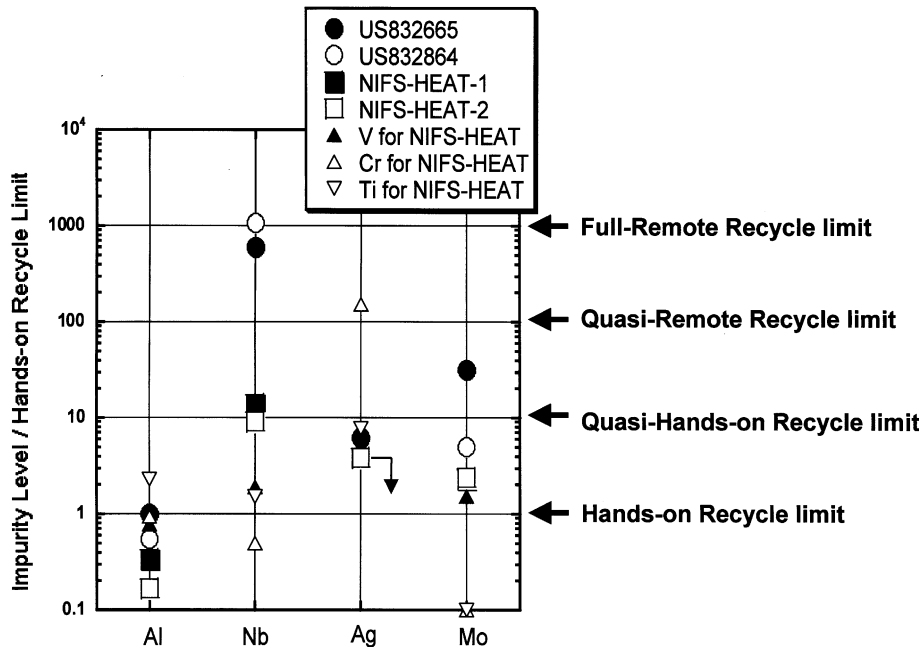 US832665
US832864
NIFS-HEAT-1
NIFS-HEAT-2
V for NIFS-HEAT
Cr for NIFS-HEAT
Ti for NIFS-HEAT
Impurity Level / Hands-on Recycle Limit
10⁴
1000
100
10
1
0.1
Al
Nb
Ag
Mo
Full-Remote Recycle limit
Quasi-Remote Recycle limit
Quasi-Hands-on Recycle limit
Hands-on Recycle limit